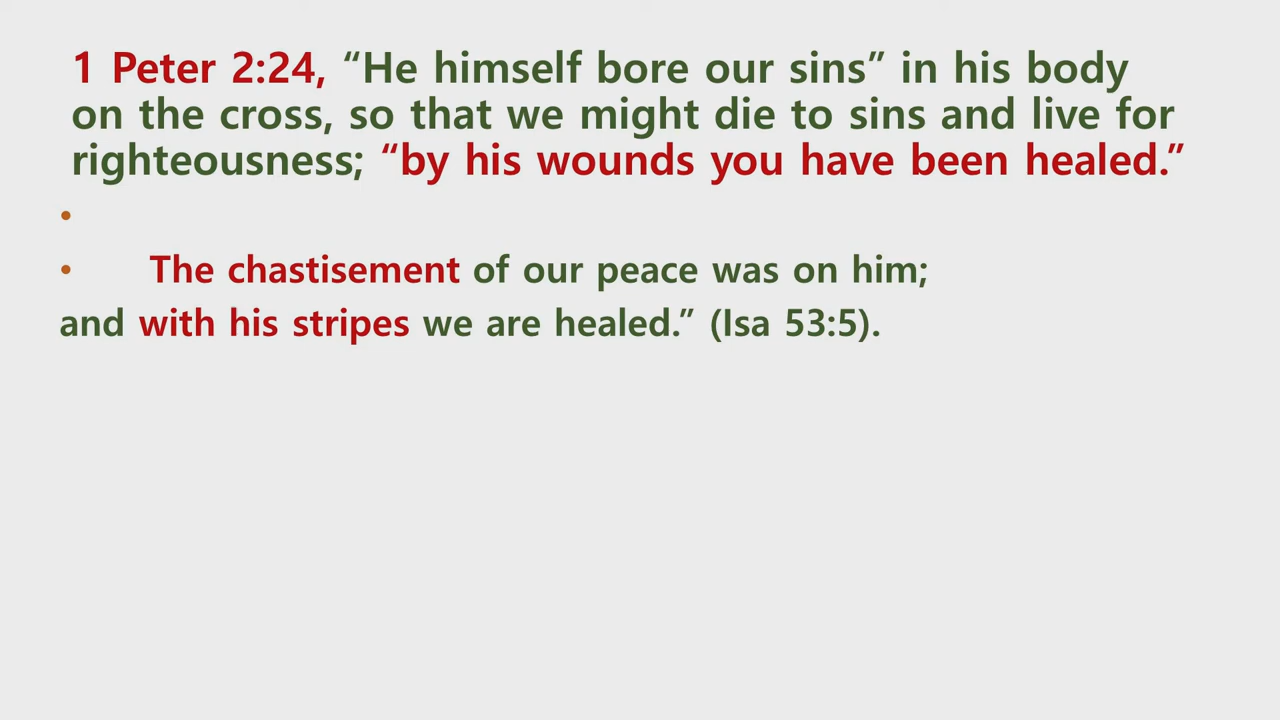 1 Peter 2:24, “He himself bore our sins” in his body
on the cross, so that we might die to sins and live for
righteousness; “by his wounds you have been healed.”
•
• The chastisement of our peace was on him;
and with his stripes we are healed.” (Isa 53:5).